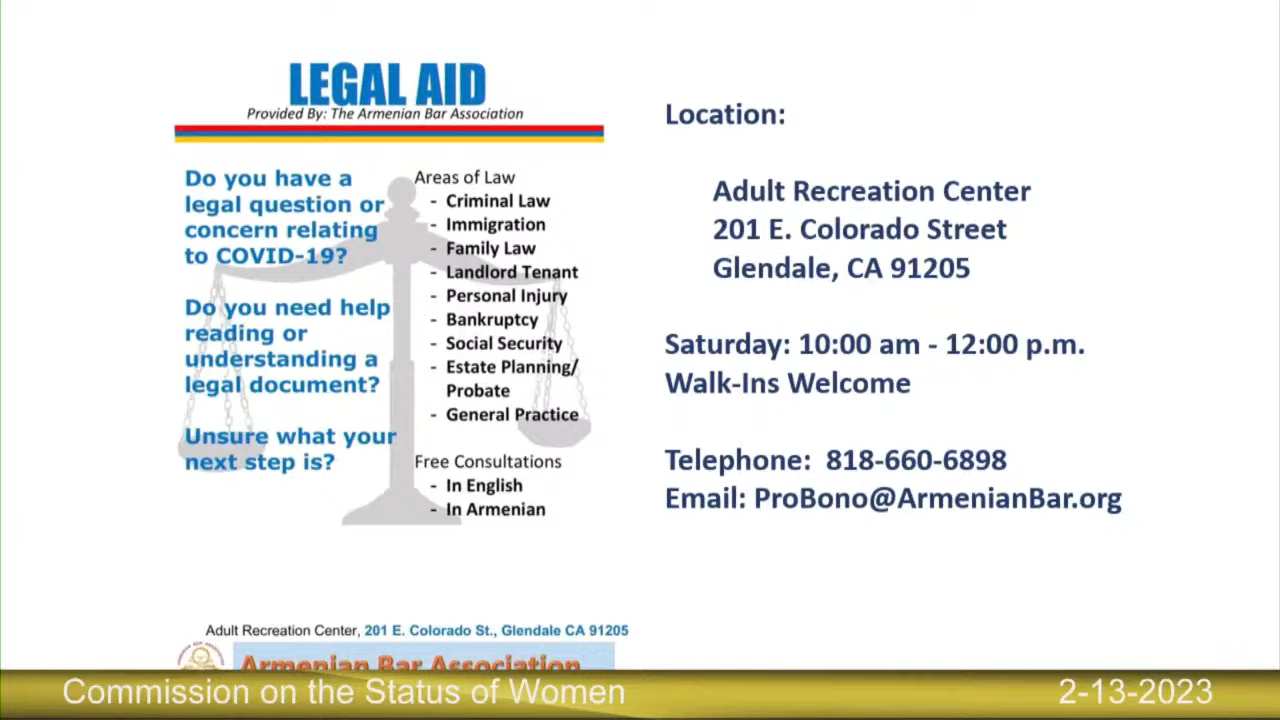 LEGAL AID
Provided By: The Armenian Bar Association
Do you have a
legal question or
concern relating
to COVID-19?
Do you need help
reading or
understanding a
legal document?
Unsure what your
next step is?
Areas of Law
- Criminal Law
- Immigration
- Family Law
- Landlord Tenant
- Personal Injury
- Bankruptcy
- Social Security
- Estate Planning/
Probate
- General Practice
Free Consultations
- In English
- In Armenian
Adult Recreation Center, 201 E. Colorado St., Glendale CA 91205
Armenian Bar Association
Location:
Adult Recreation Center
201 E. Colorado Street
Glendale, CA 91205
Saturday: 10:00 am - 12:00 p.m.
Walk-Ins Welcome
Telephone: 818-660-6898
Email: ProBono@ArmenianBar.org
Commission on the Status of Women
2-13-2023